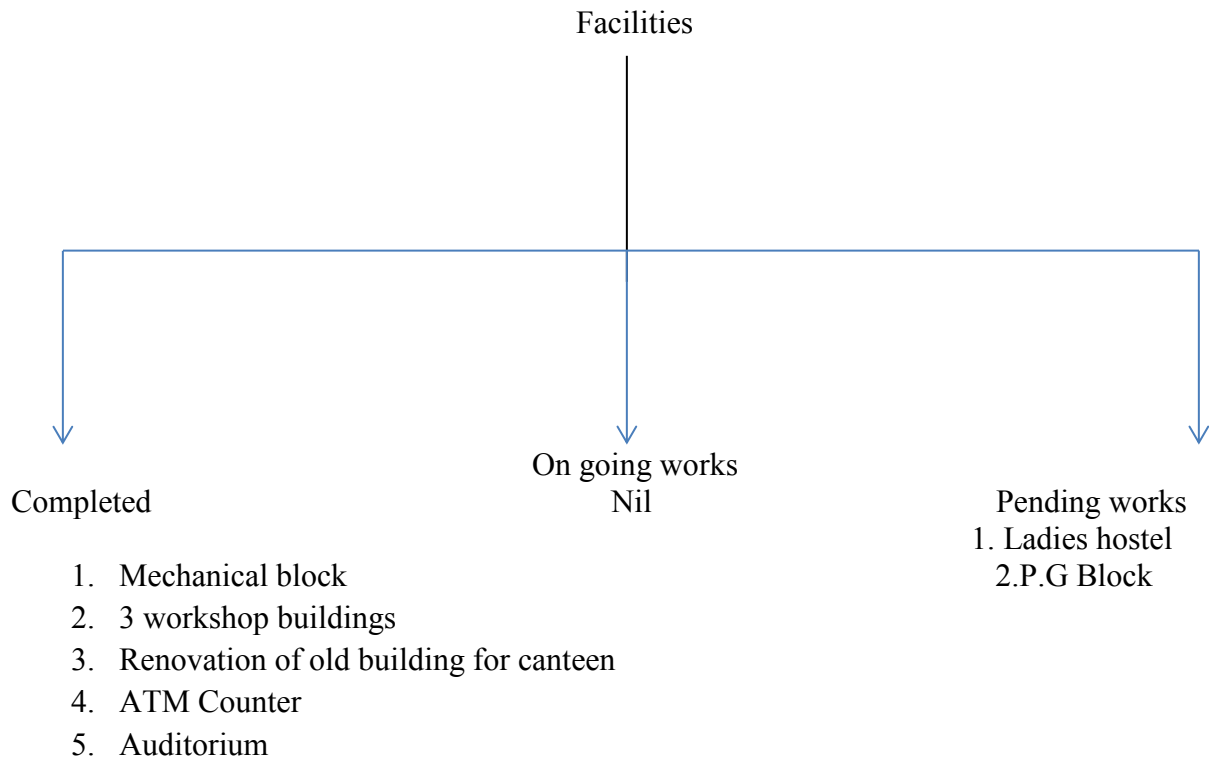 Facilities
Completed
1. Mechanical block
2. 3 workshop buildings
3. Renovation of old building for canteen
4. ATM Counter
5. Auditorium
On going works
Nil
Pending works
1. Ladies hostel
2.P.G Block